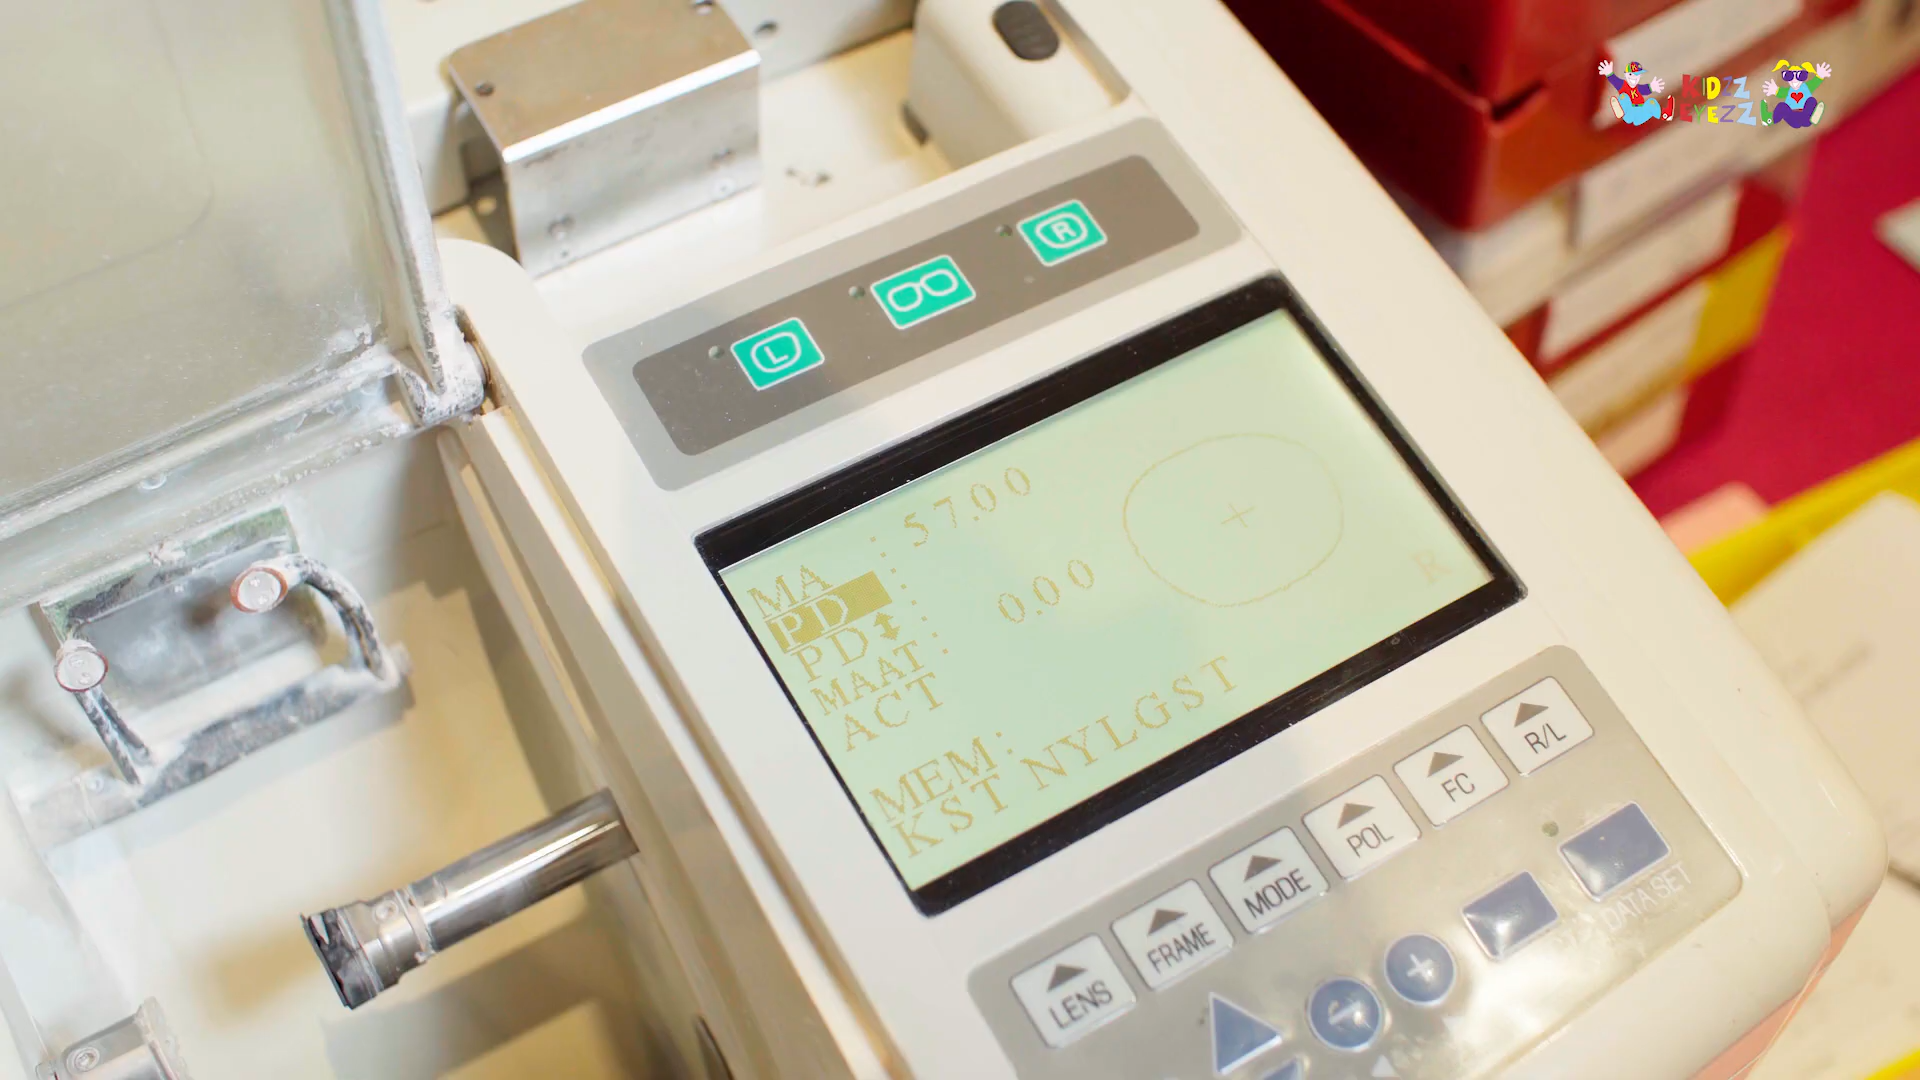 KIDZZ
EYEZZ
R
L
MA : 57.00
PD :
PD↕ : 0.00
MAAT :
ACT
MEM:
KST NYLGST
R
LENS
FRAME
MODE
POL
FC
R/L
+
DATA SET